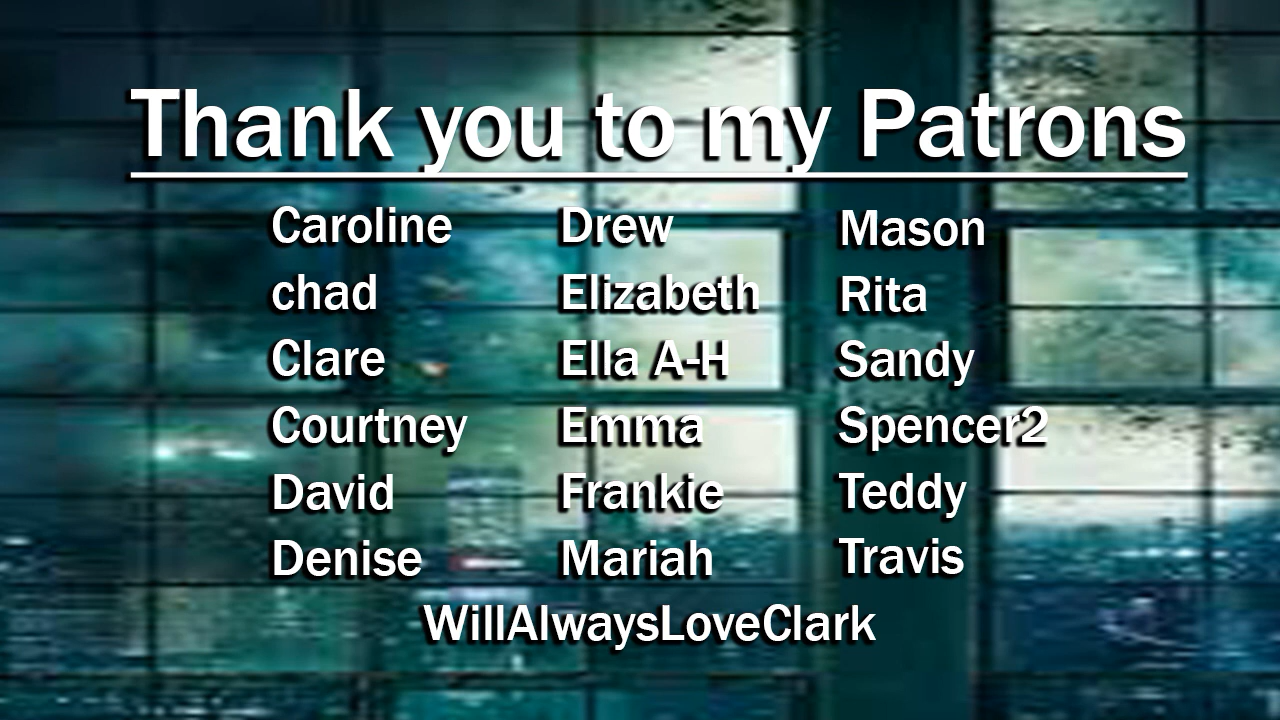 Thank you to my Patrons
Caroline
chad
Clare
Courtney
David
Denise
Drew
Elizabeth
Ella A-H
Emma
Frankie
Mariah
Mason
Rita
Sandy
Spencer2
Teddy
Travis
WillAlwaysLoveClark